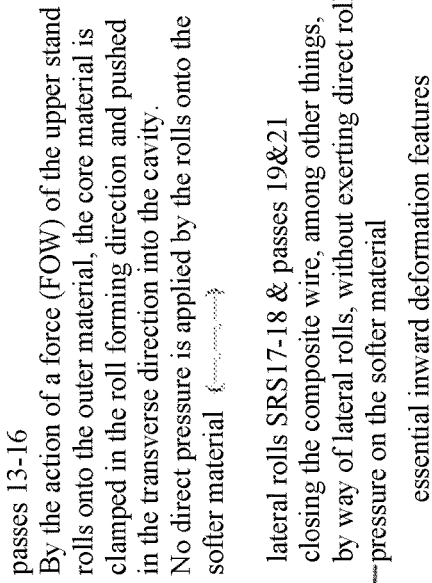 passes 13-16
By the action of a force (FOW) of the upper stand
rolls onto the outer material, the core material is
clamped in the roll forming direction and pushed
in the transverse direction into the cavity.
No direct pressure is applied by the rolls onto the
softer material
lateral rolls SRS17-18 & passes 19&21
closing the composite wire, among other things,
by way of lateral rolls, without exerting direct rol
pressure on the softer material
essential inward deformation features